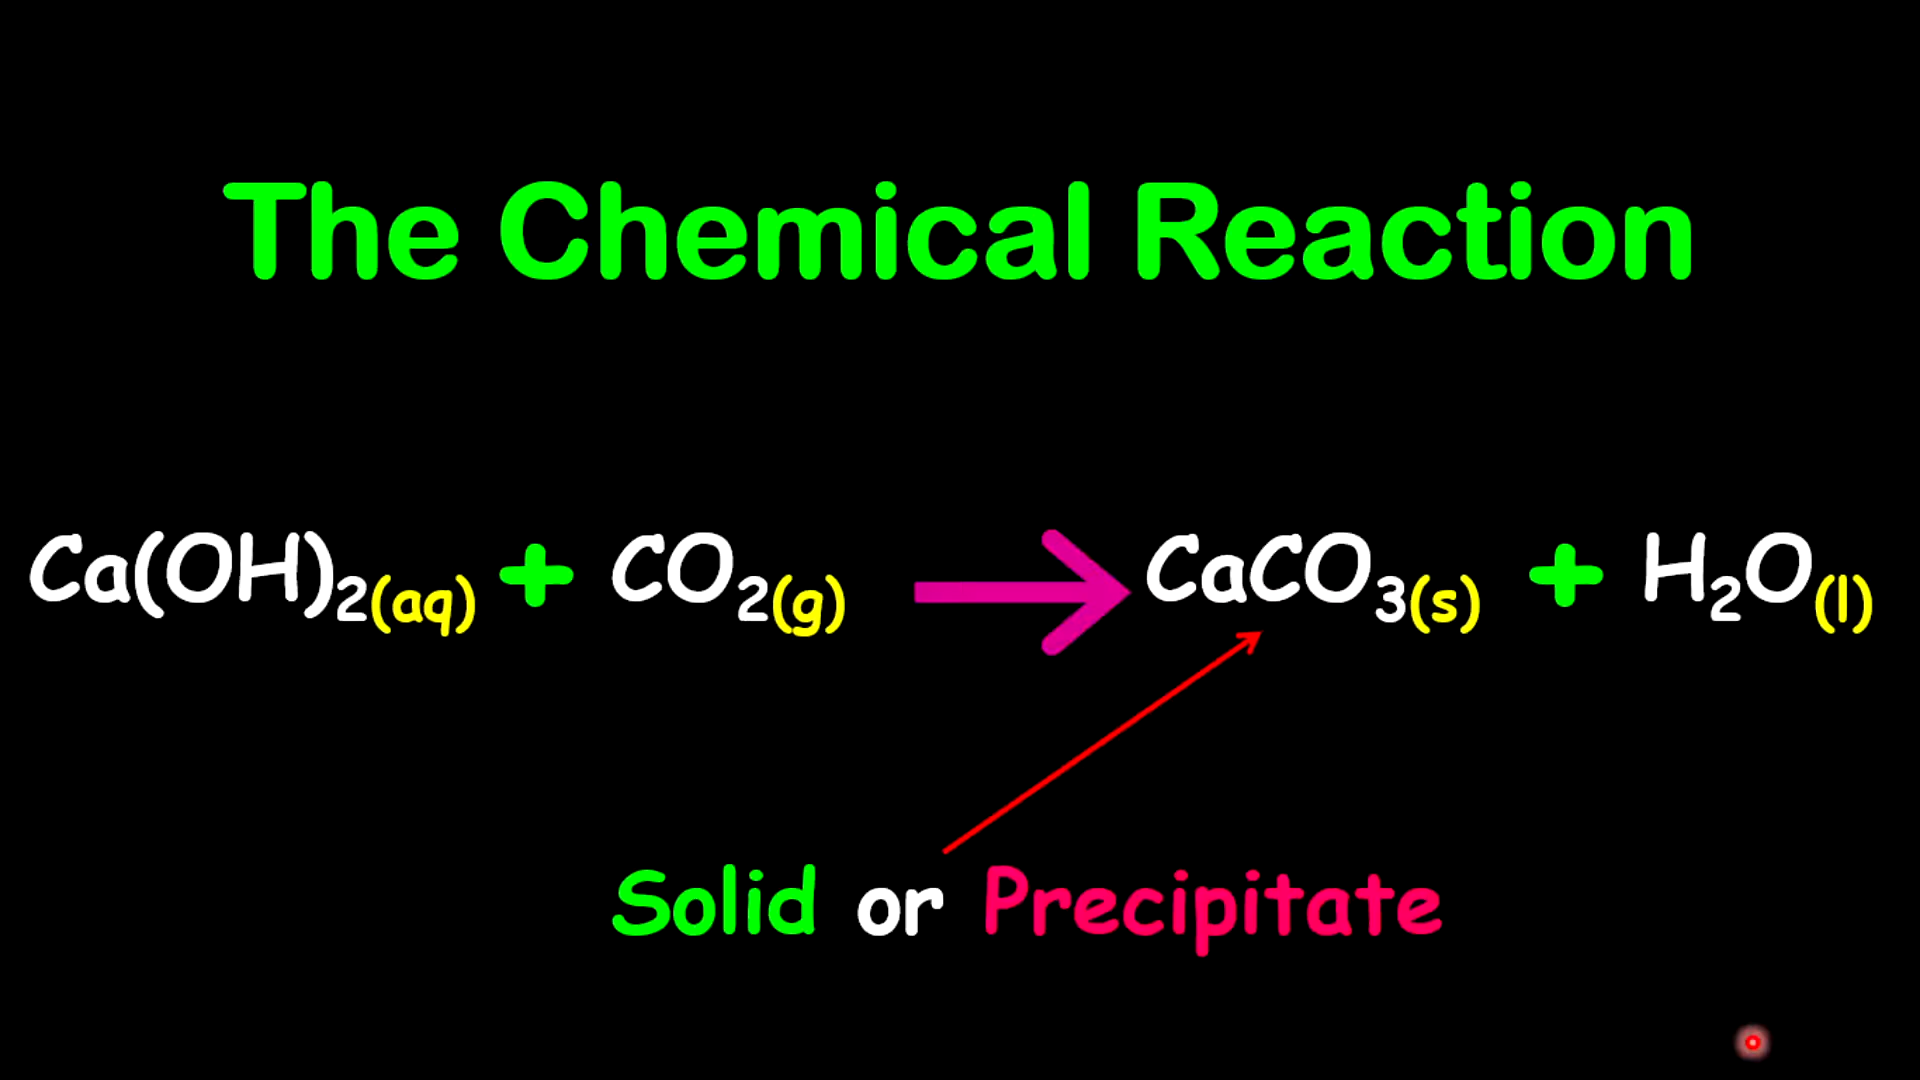 The Chemical Reaction
Ca(OH)₂(aq) + CO₂(g) → CaCO₃(s) + H₂O(l)
Solid or Precipitate